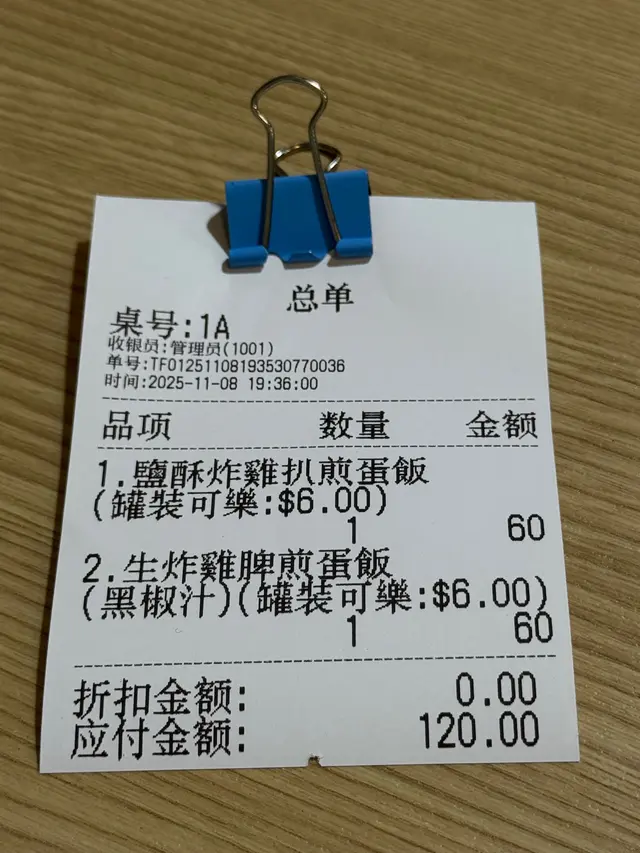 总单
桌号:1A
收银员:管理员(1001)
单号:TF01251108193530770036
时间:2025-11-08 19:36:00
品项 数量 金额
1.鹽酥炸雞扒煎蛋飯
(罐裝可樂:$6.00)
1 60
2.生炸雞脾煎蛋飯
(黑椒汁)(罐裝可樂:$6.00)
1 60
折扣金额: 0.00
应付金额: 120.00